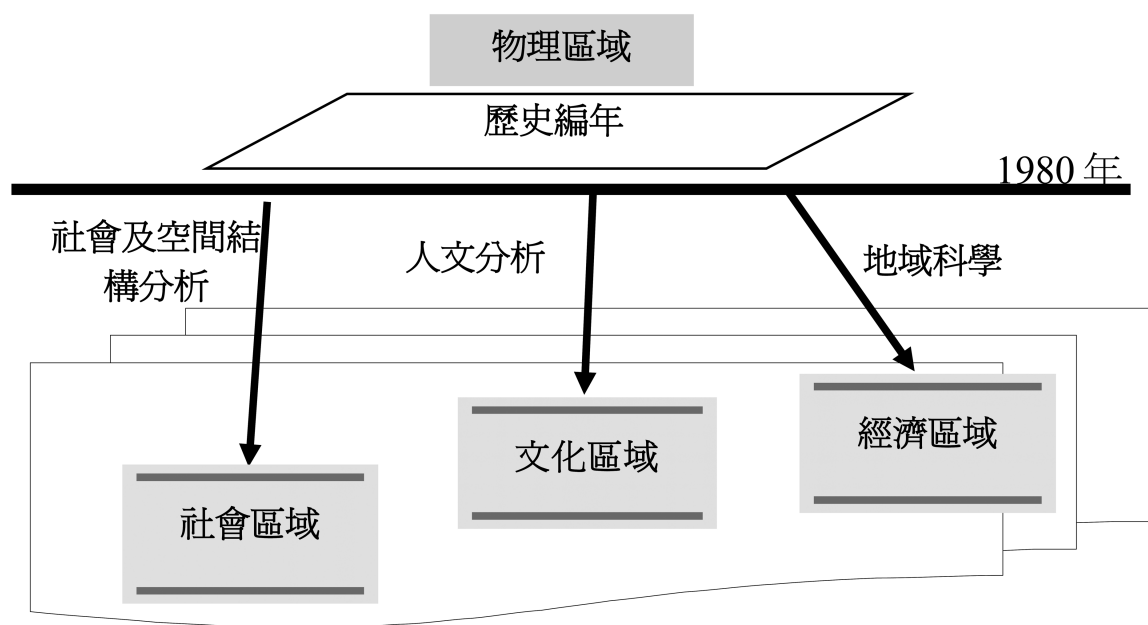 物理區域
歷史編年
1980 年
社會及空間結
構分析
人文分析
地域科學
經濟區域
文化區域
社會區域